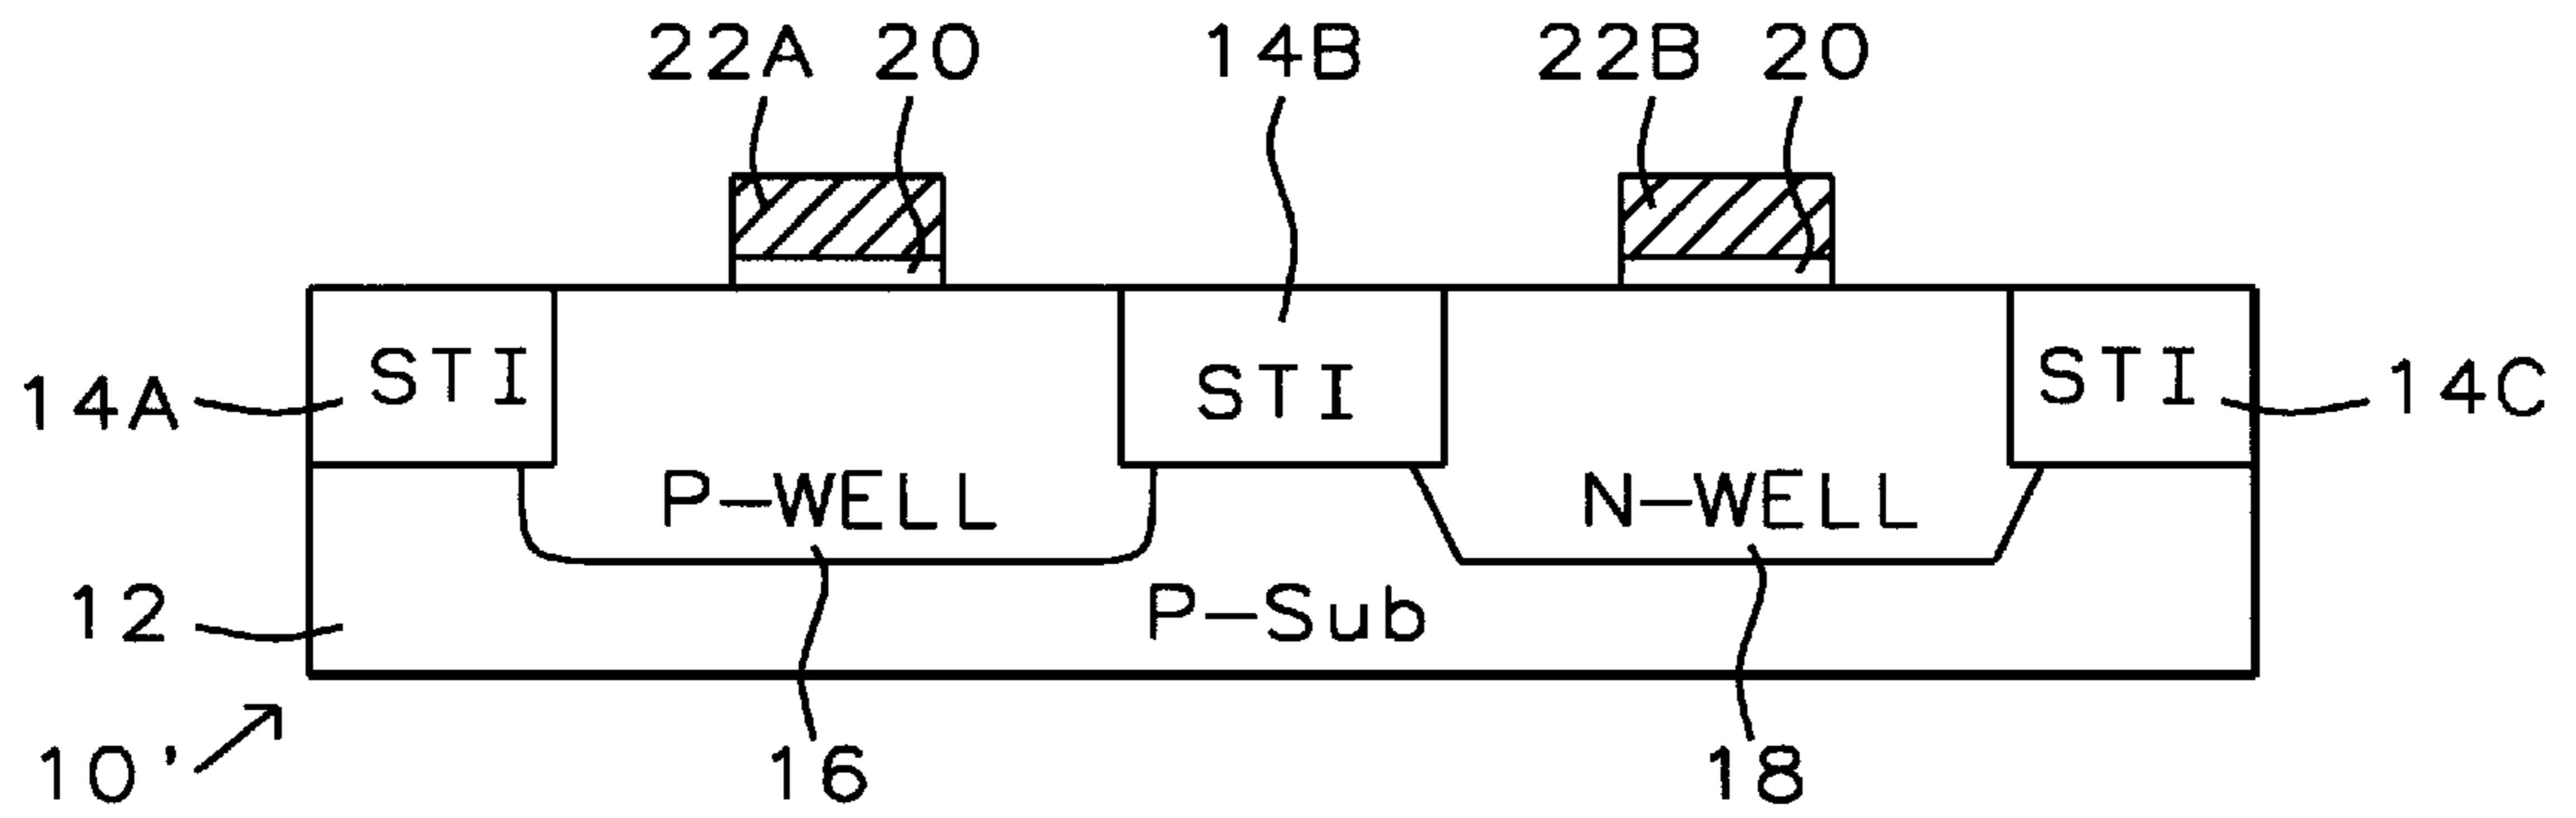 22A 20 14B 22B 20
STI STI STI
14A 14C
P-WELL N-WELL
12 P-Sub
10' 16 18